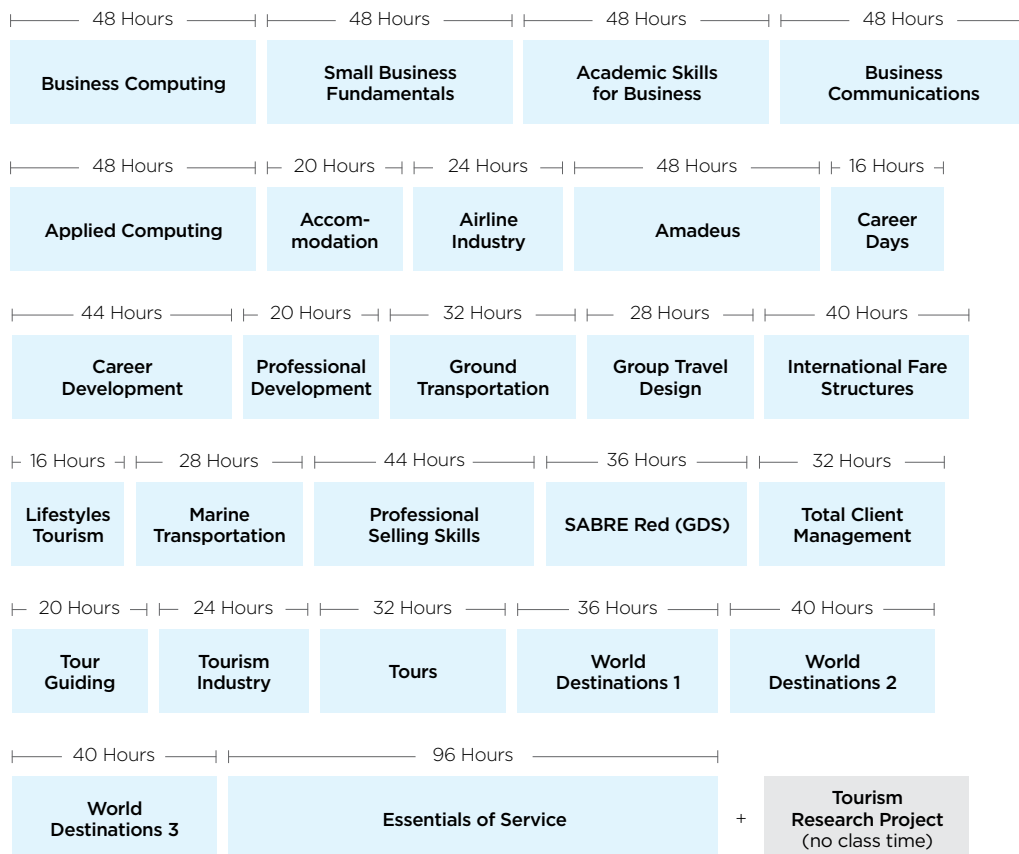 48 Hours 48 Hours 48 Hours 48 Hours
Business Computing
Small Business
Fundamentals
Academic Skills
for Business
Business
Communications
48 Hours 20 Hours 24 Hours 48 Hours 16 Hours
Applied Computing
Accom-
modation
Airline
Industry
Amadeus
Career
Days
44 Hours 20 Hours 32 Hours 28 Hours 40 Hours
Career
Development
Professional
Development
Ground
Transportation
Group Travel
Design
International Fare
Structures
16 Hours 28 Hours 44 Hours 36 Hours 32 Hours
Lifestyles
Tourism
Marine
Transportation
Professional
Selling Skills
SABRE Red (GDS)
Total Client
Management
20 Hours 24 Hours 32 Hours 36 Hours 40 Hours
Tour
Guiding
Tourism
Industry
Tours
World
Destinations 1
World
Destinations 2
40 Hours 96 Hours
World
Destinations 3
Essentials of Service
+
Tourism
Research Project
(no class time)